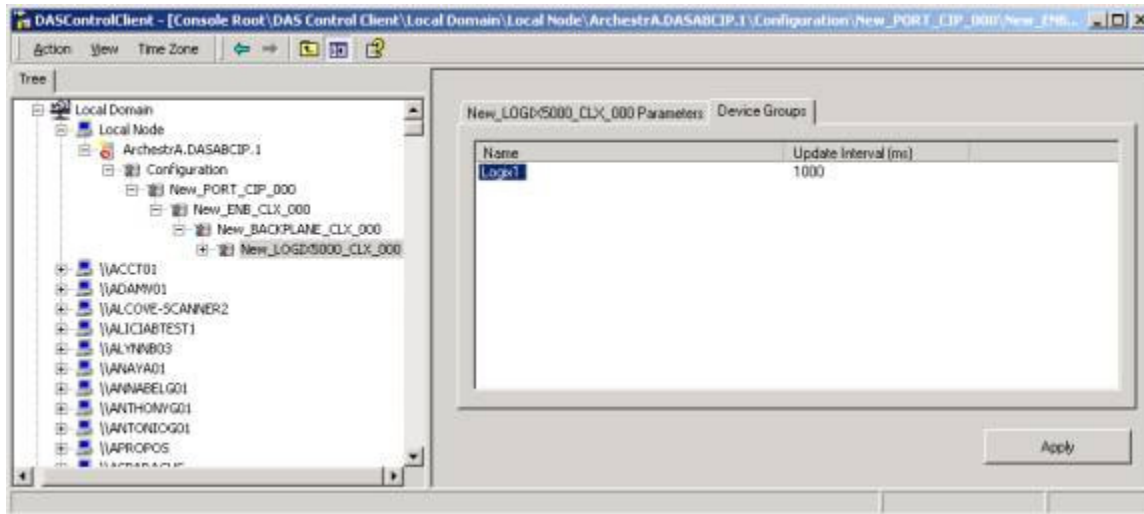 DASControlClient - [Console Root\DAS Control Client\Local Domain\Local Node\ArchestrA.DASABCIP.1\Configuration\New_PORT_CIP_000\New_ENB...
Action View Time Zone
Tree
Local Domain
Local Node
ArchestrA.DASABCIP.1
Configuration
New_PORT_CIP_000
New_ENB_CLX_000
New_BACKPLANE_CLX_000
New_LOGIX5000_CLX_000
\\ACCT01
\\ADAMV01
\\ALCOVE-SCANNER2
\\ALICIABTEST1
\\ALYNNB03
\\ANAYA01
\\ANNABELG01
\\ANTHONYG01
\\ANTONIOG01
\\APROPOS
New_LOGIX5000_CLX_000 Parameters Device Groups
Name Update Interval (ms)
Logix1 1000
Apply